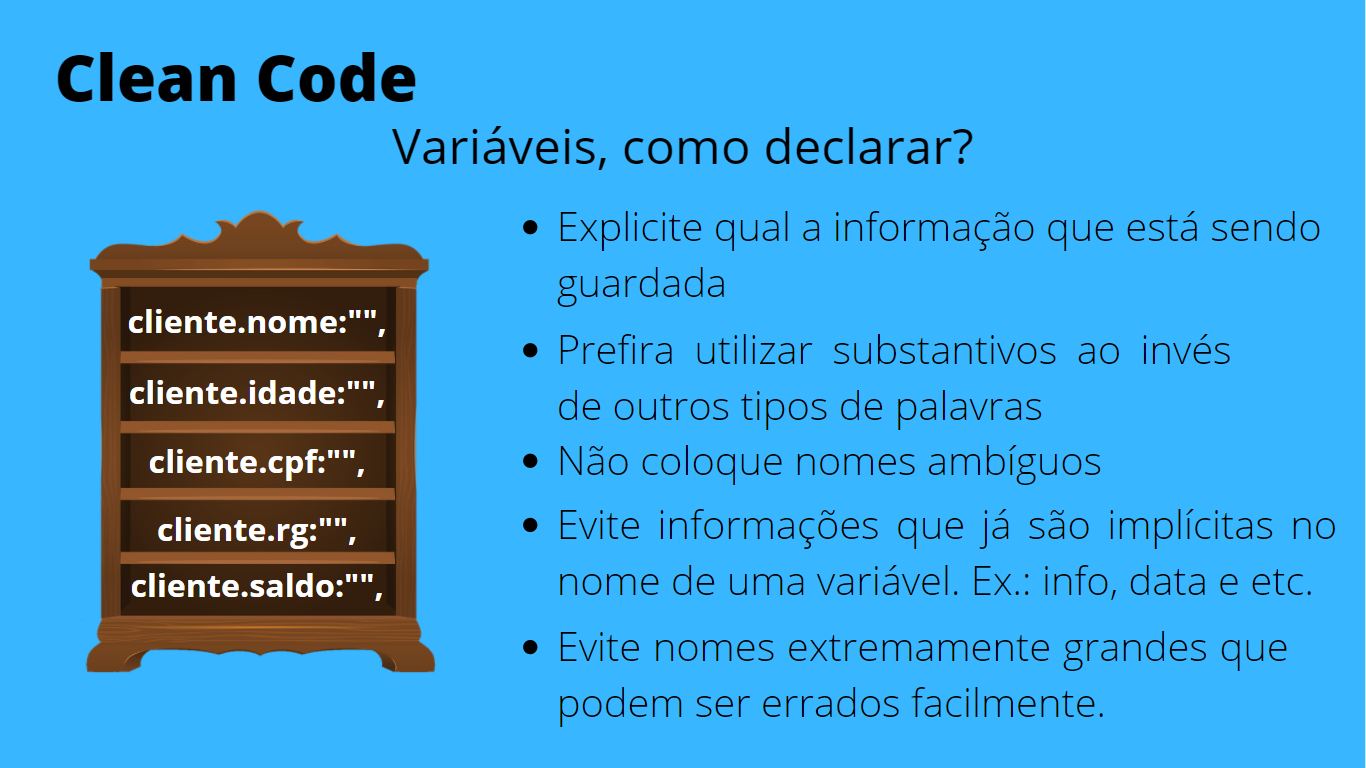 Clean Code
Variáveis, como declarar?
cliente.nome:"",
cliente.idade:"",
cliente.cpf:"",
cliente.rg:"",
cliente.saldo:"",
• Explicite qual a informação que está sendo
guardada
• Prefira utilizar substantivos ao invés
de outros tipos de palavras
• Não coloque nomes ambíguos
• Evite informações que já são implícitas no
nome de uma variável. Ex.: info, data e etc.
• Evite nomes extremamente grandes que
podem ser errados facilmente.